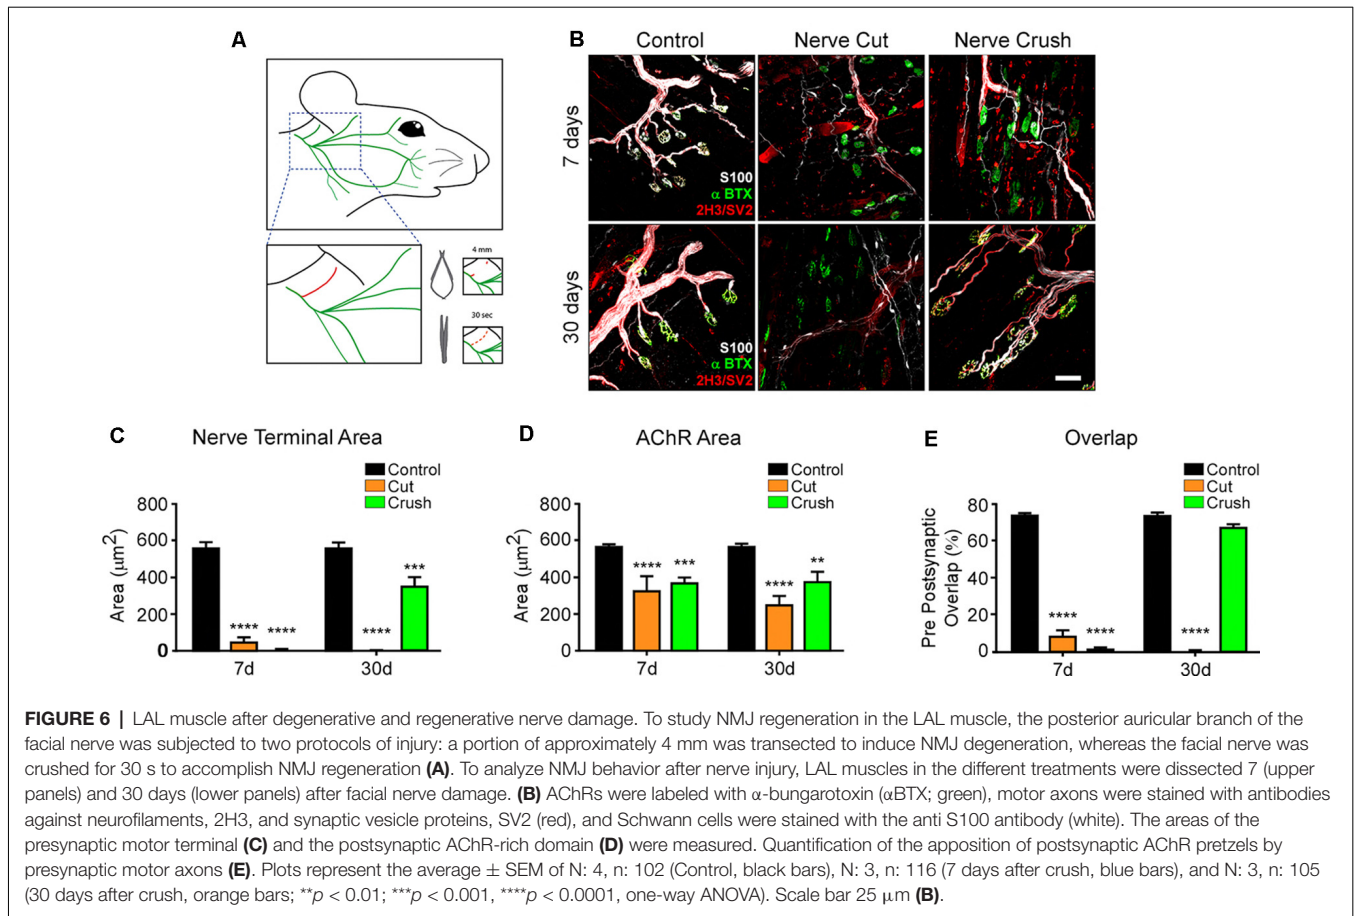 A
4 mm
30 sec
B
Control
Nerve Cut
Nerve Crush
7 days
S100
α BTX
2H3/SV2
30 days
S100
α BTX
2H3/SV2
C
Nerve Terminal Area
Control
Cut
Crush
Area (µm²)
800
600
400
200
0
****
****
****
***
7d
30d
D
AChR Area
Control
Cut
Crush
Area (µm²)
800
600
400
200
0
****
***
****
**
7d
30d
E
Overlap
Control
Cut
Crush
Pre Postsynaptic
Overlap (%)
80
60
40
20
0
****
****
****
7d
30d
FIGURE 6 | LAL muscle after degenerative and regenerative nerve damage. To study NMJ regeneration in the LAL muscle, the posterior auricular branch of the
facial nerve was subjected to two protocols of injury: a portion of approximately 4 mm was transected to induce NMJ degeneration, whereas the facial nerve was
crushed for 30 s to accomplish NMJ regeneration (A). To analyze NMJ behavior after nerve injury, LAL muscles in the different treatments were dissected 7 (upper
panels) and 30 days (lower panels) after facial nerve damage. (B) AChRs were labeled with α-bungarotoxin (αBTX; green), motor axons were stained with antibodies
against neurofilaments, 2H3, and synaptic vesicle proteins, SV2 (red), and Schwann cells were stained with the anti S100 antibody (white). The areas of the
presynaptic motor terminal (C) and the postsynaptic AChR-rich domain (D) were measured. Quantification of the apposition of postsynaptic AChR pretzels by
presynaptic motor axons (E). Plots represent the average ± SEM of N: 4, n: 102 (Control, black bars), N: 3, n: 116 (7 days after crush, blue bars), and N: 3, n: 105
(30 days after crush, orange bars; **p < 0.01; ***p < 0.001, ****p < 0.0001, one-way ANOVA). Scale bar 25 µm (B).